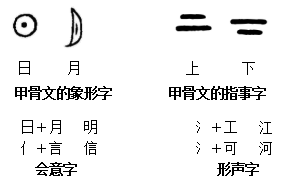 日 月 上 下
甲骨文的象形字 甲骨文的指事字
日+月 明 氵+工 江
亻+言 信 氵+可 河
会意字 形声字